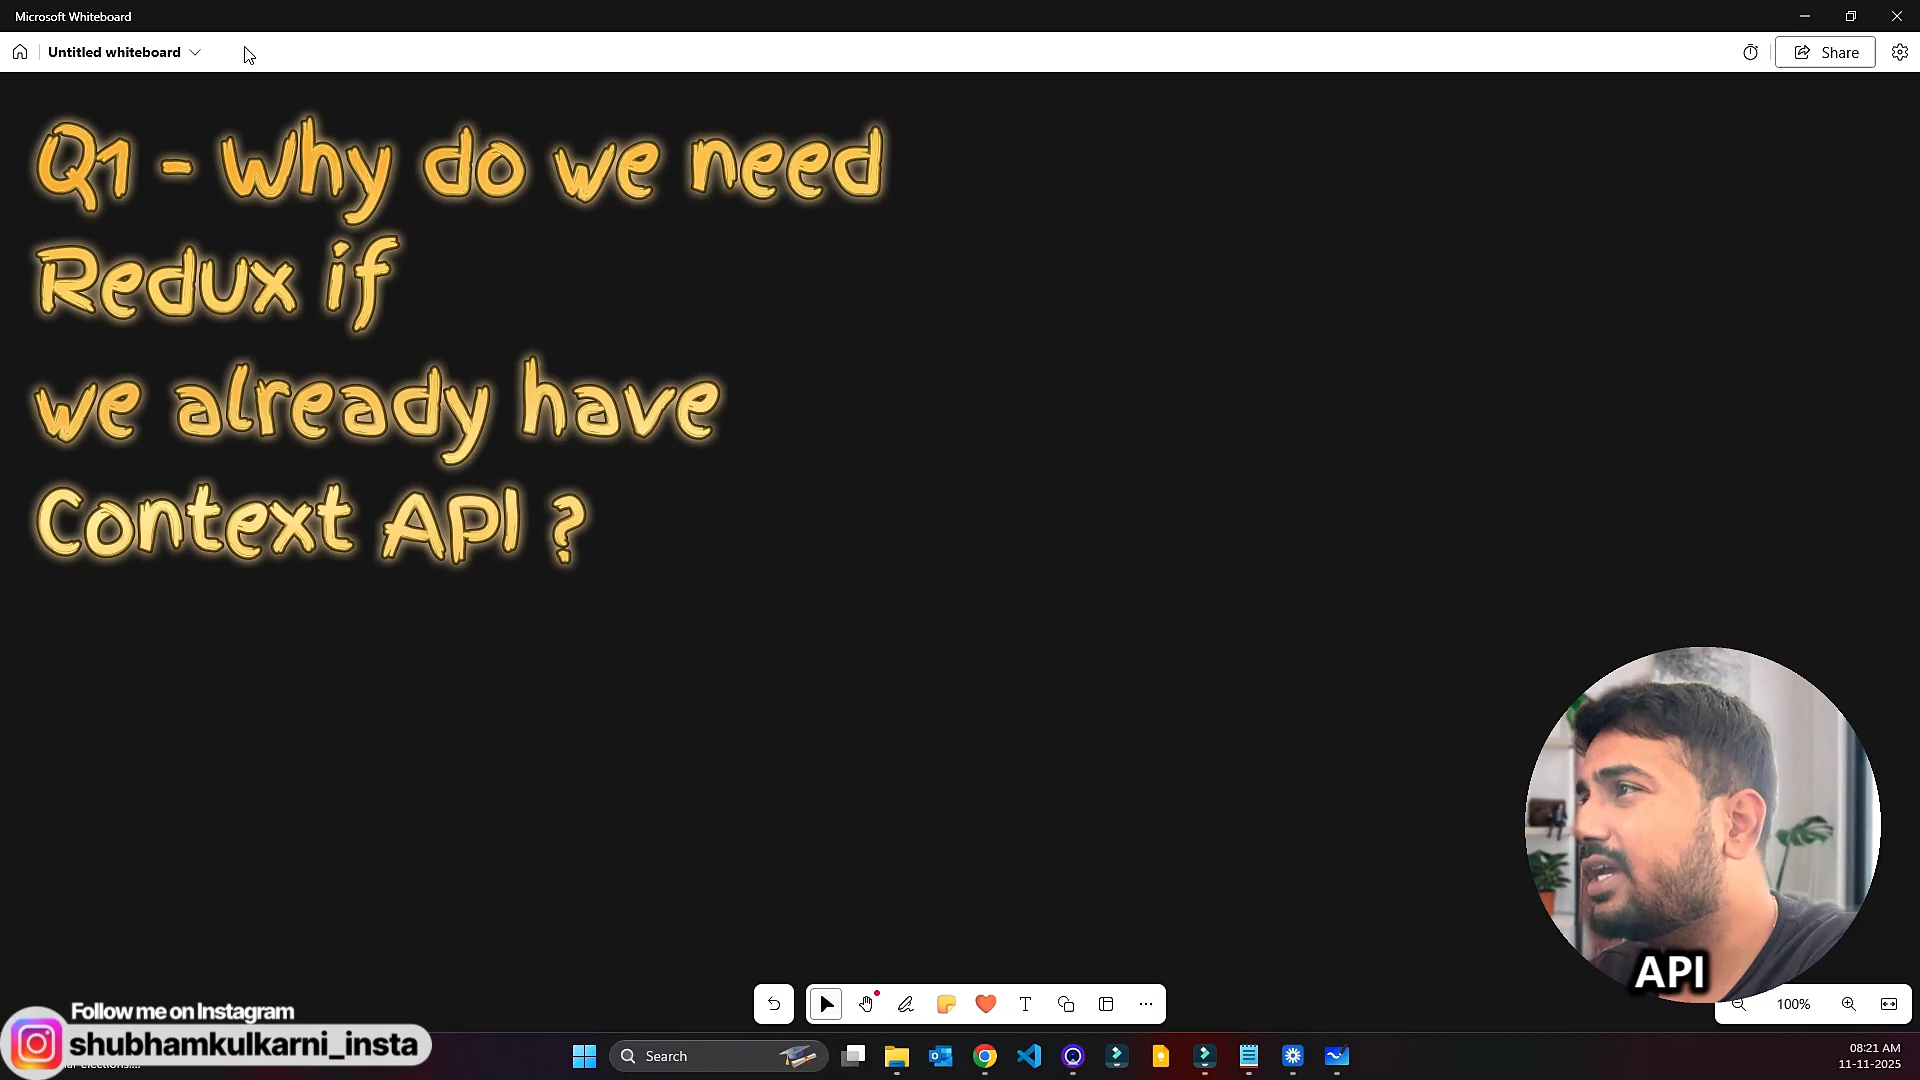 Microsoft Whiteboard
Untitled whiteboard
Share
Q1 - Why do we need
Redux if
we already have
Context API ?
API
100%
Follow me on Instagram
shubhamkulkarni_insta
Search
08:21 AM
11-11-2025